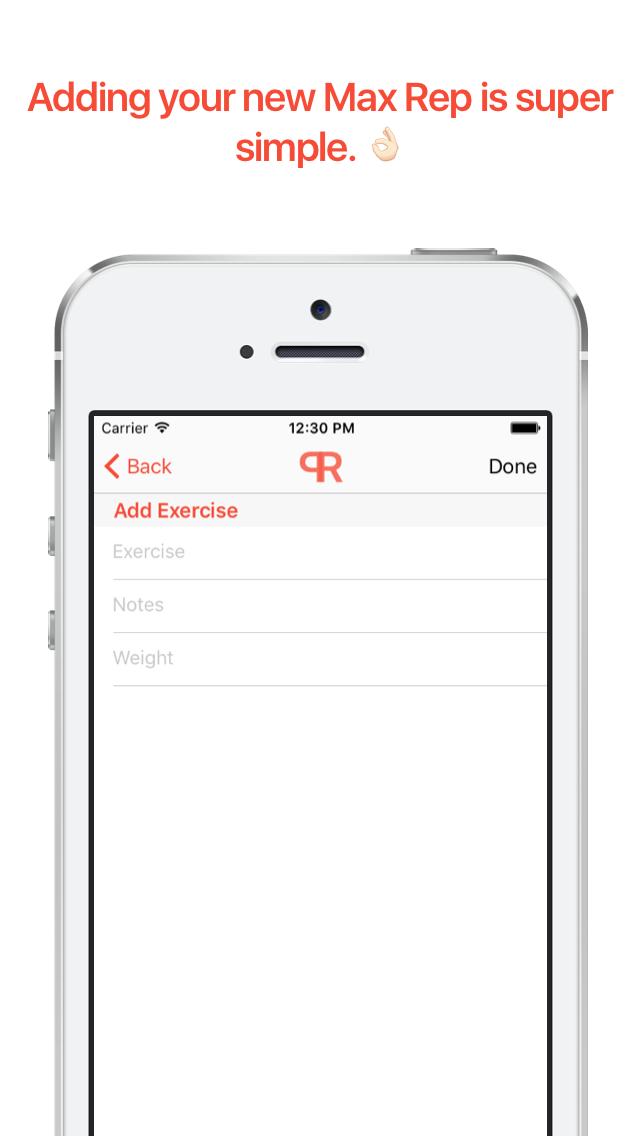 Adding your new Max Rep is super
simple. 👌🏻
Carrier 12:30 PM
Back PR Done
Add Exercise
Exercise
Notes
Weight